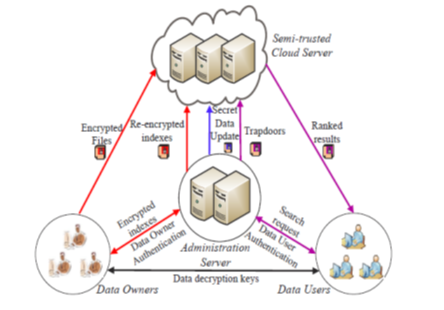 Semi-trusted
Cloud Server
Encrypted
Files
Re-encrypted
indexes
Secret
Data
Update
Trapdoors
Ranked
results
Encrypted
indexes
Data Owner
Authentication
Administration
Server
Search
request
Data User
Authentication
Data decryption keys
Data Owners
Data Users